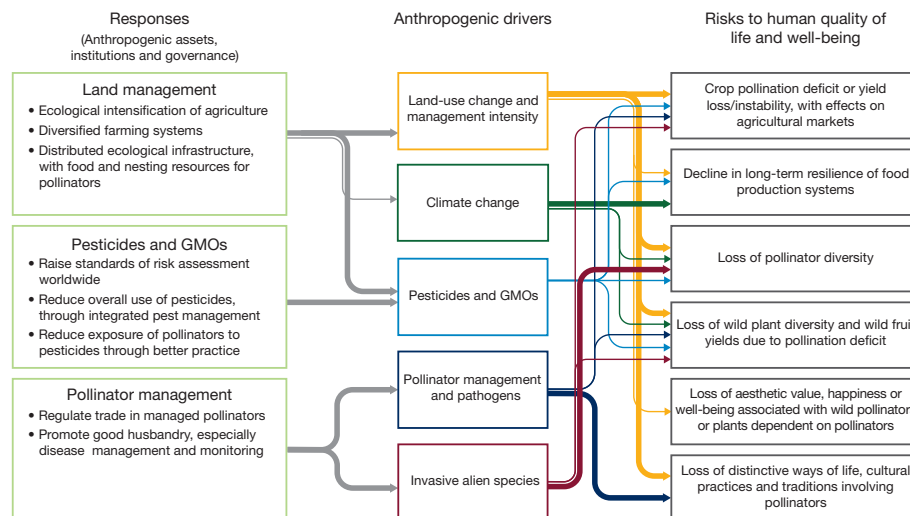 Responses
(Anthropogenic assets,
institutions and governance)
Land management
• Ecological intensification of agriculture
• Diversified farming systems
• Distributed ecological infrastructure,
with food and nesting resources for
pollinators
Pesticides and GMOs
• Raise standards of risk assessment
worldwide
• Reduce overall use of pesticides,
through integrated pest management
• Reduce exposure of pollinators to
pesticides through better practice
Pollinator management
• Regulate trade in managed pollinators
• Promote good husbandry, especially
disease management and monitoring
Anthropogenic drivers
Land-use change and
management intensity
Climate change
Pesticides and GMOs
Pollinator management
and pathogens
Invasive alien species
Risks to human quality of
life and well-being
Crop pollination deficit or yield
loss/instability, with effects on
agricultural markets
Decline in long-term resilience of food
production systems
Loss of pollinator diversity
Loss of wild plant diversity and wild fruit
yields due to pollination deficit
Loss of aesthetic value, happiness or
well-being associated with wild pollinator
or plants dependent on pollinators
Loss of distinctive ways of life, cultural
practices and traditions involving
pollinators